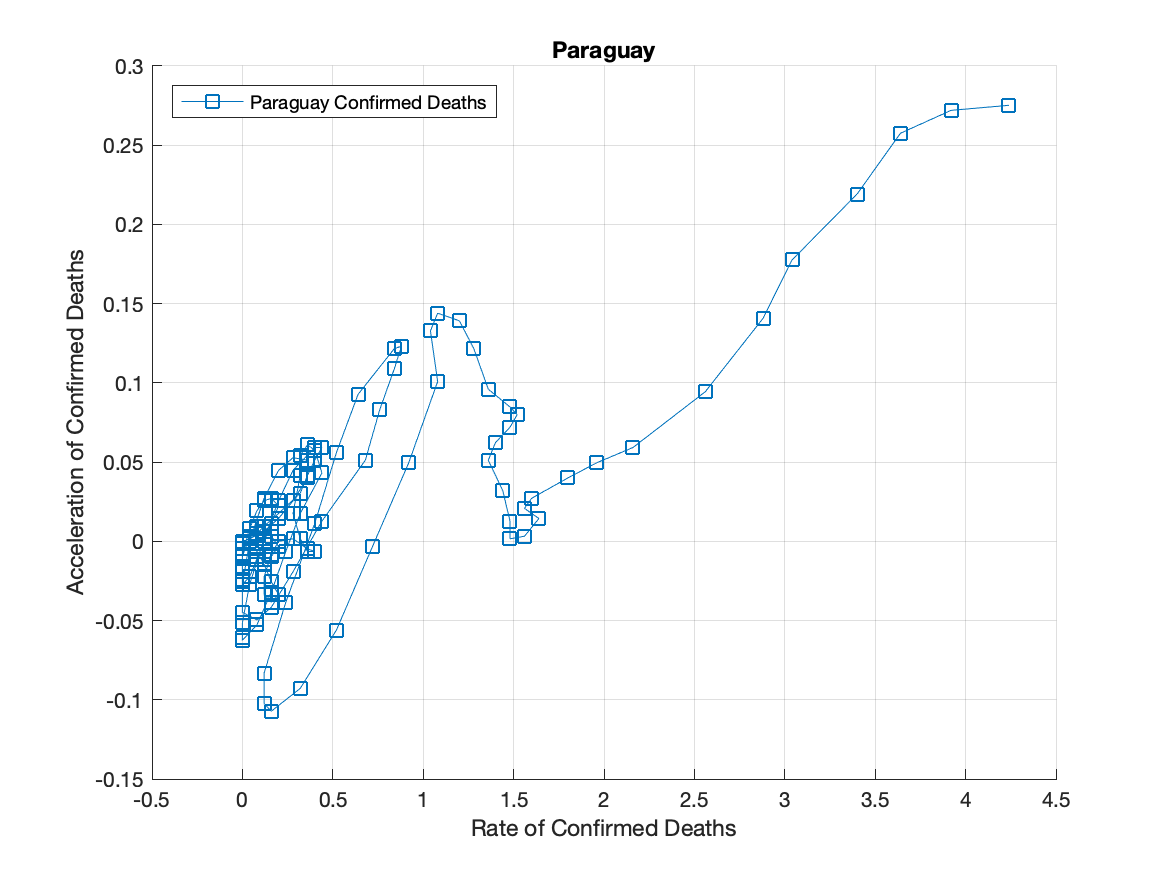 Paraguay
0.3
Paraguay Confirmed Deaths
0.25
0.2
0.15
0.1
0.05
0
-0.05
-0.1
-0.15
Acceleration of Confirmed Deaths
-0.5 0 0.5 1 1.5 2 2.5 3 3.5 4 4.5
Rate of Confirmed Deaths